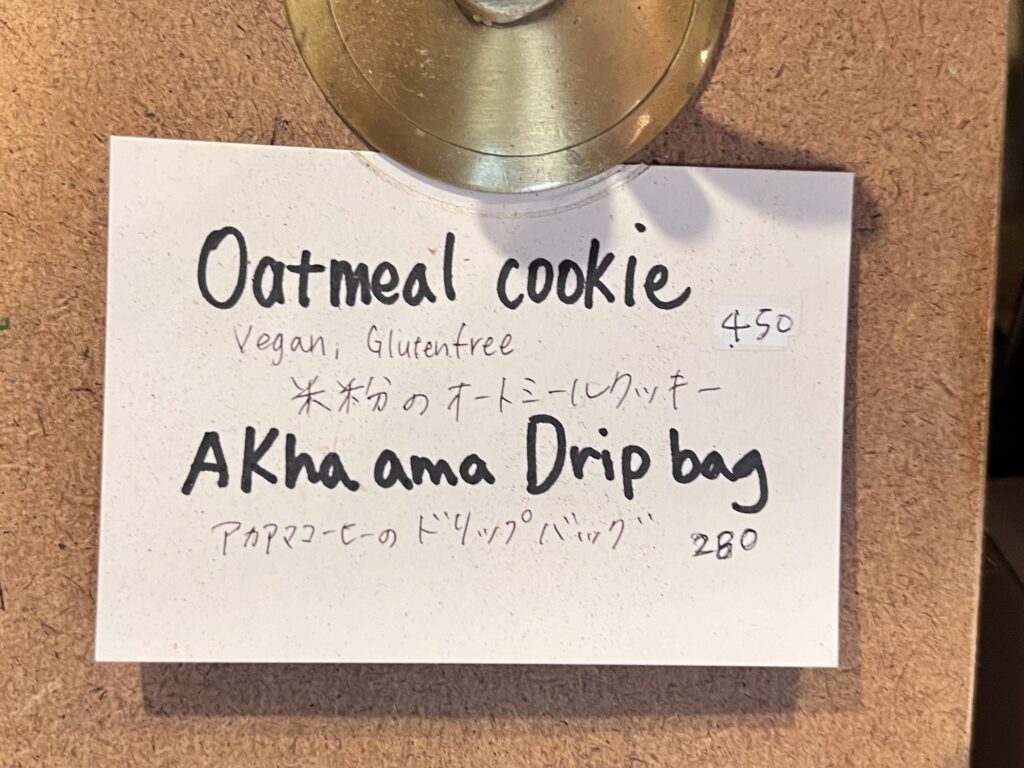 Oatmeal cookie
450
Vegan, Glutenfree
米粉のオートミールクッキー
AKha ama Drip bag
アカアマコーヒーのドリップバッグ
280